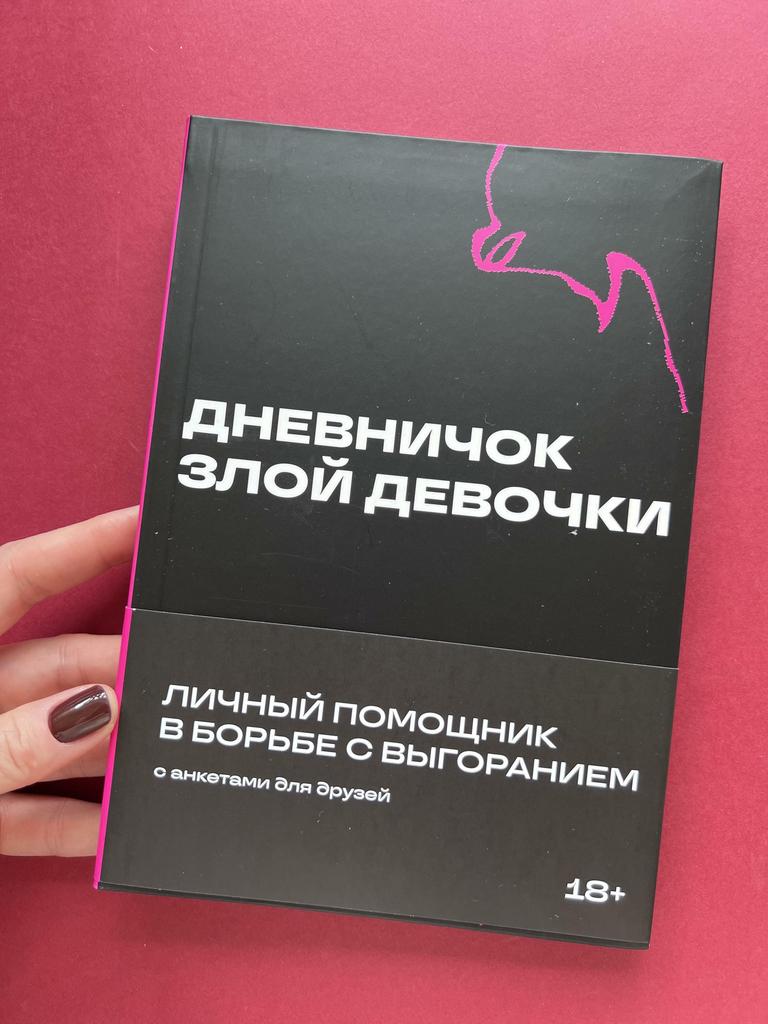 ДНЕВНИЧОК
ЗЛОЙ ДЕВОЧКИ
ЛИЧНЫЙ ПОМОЩНИК
В БОРЬБЕ С ВЫГОРАНИЕМ
с анкетами для друзей
18+